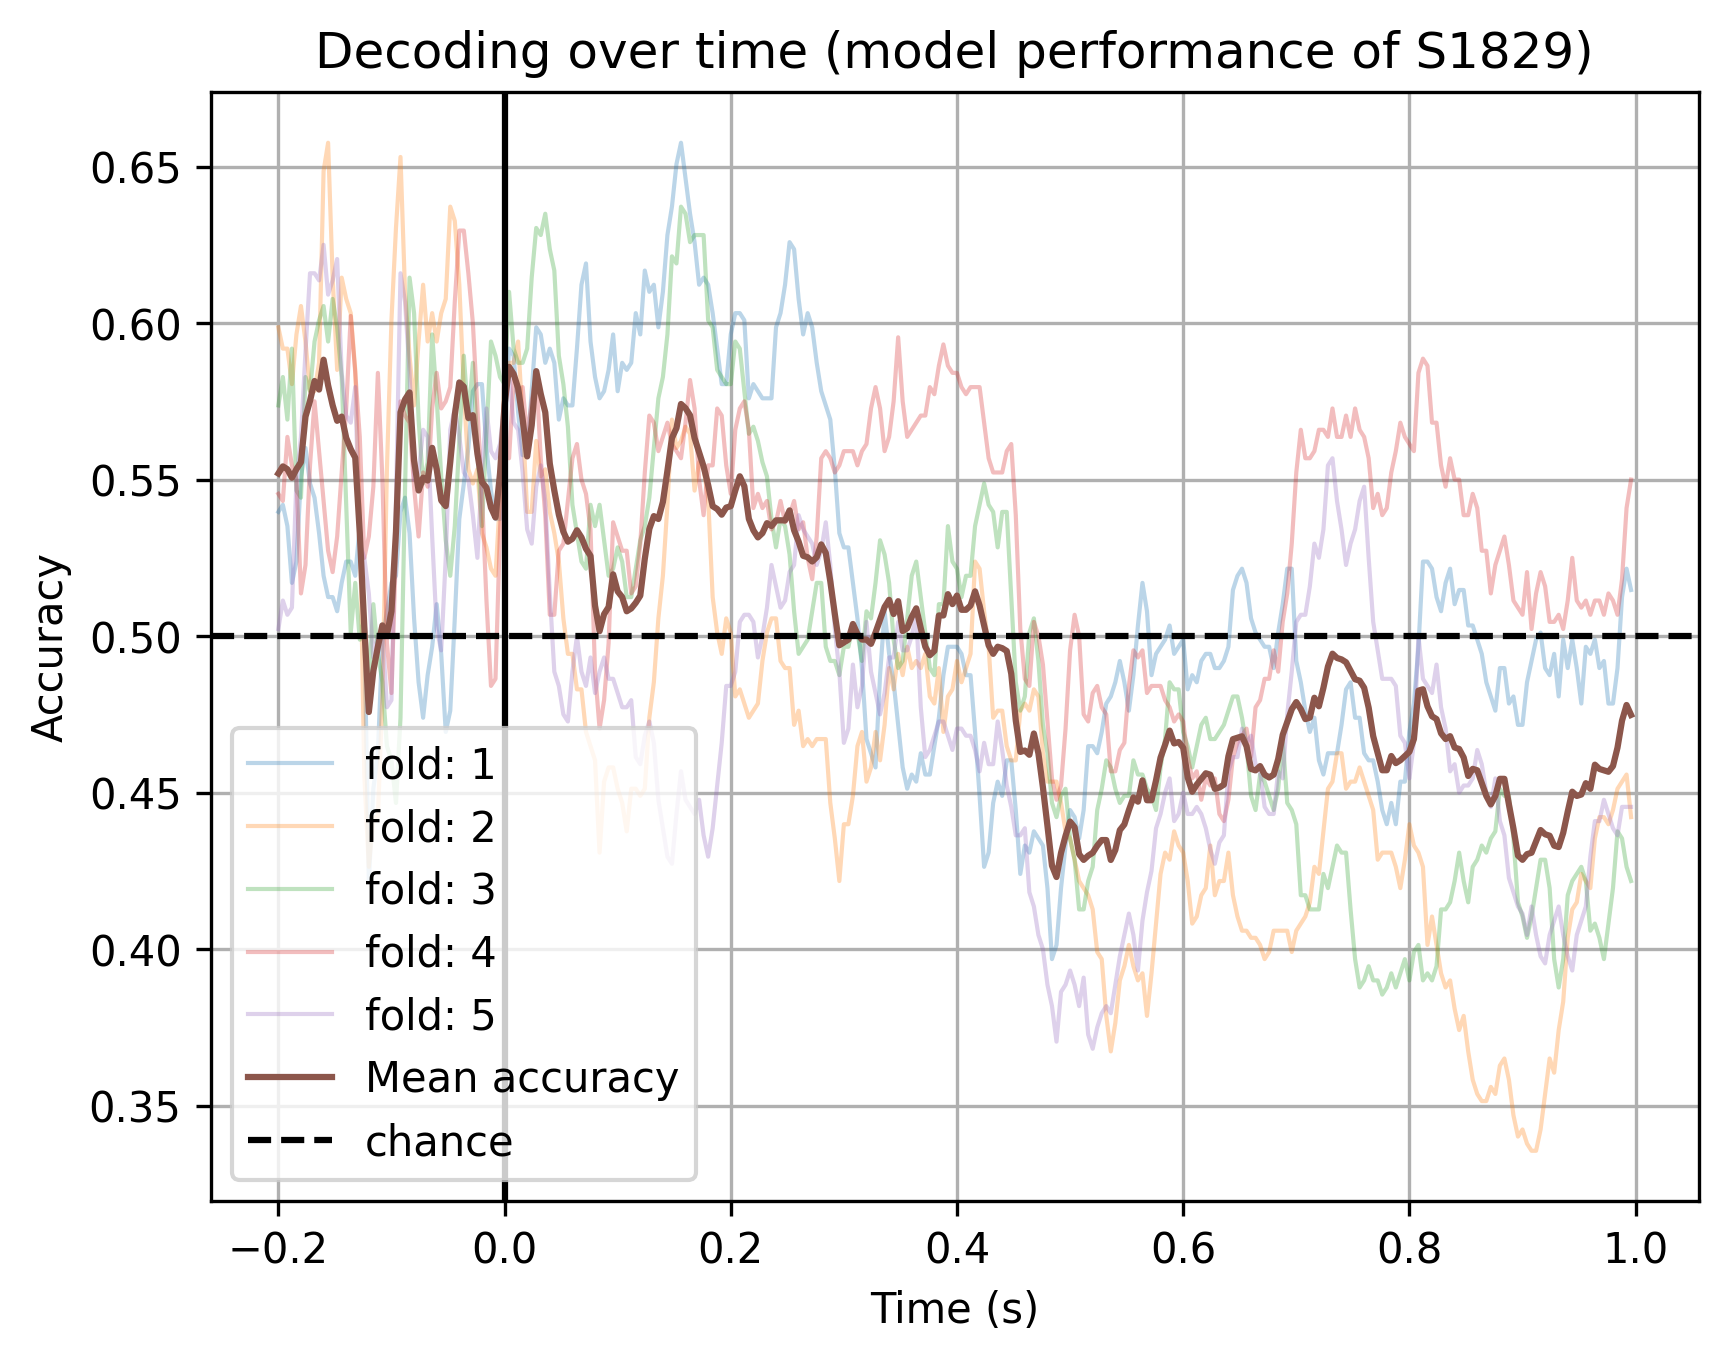 Decoding over time (model performance of S1829)
Accuracy
0.65
0.60
0.55
0.50
0.45
0.40
0.35
fold: 1
fold: 2
fold: 3
fold: 4
fold: 5
Mean accuracy
chance
−0.2 0.0 0.2 0.4 0.6 0.8 1.0
Time (s)